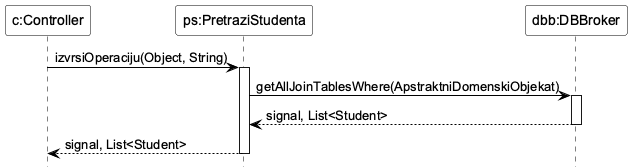 c:Controller
ps:PretraziStudenta
dbb:DBBroker
izvrsiOperaciju(Object, String)
getAllJoinTablesWhere(ApstraktniDomenskiObjekat)
signal, List<Student>
signal, List<Student>